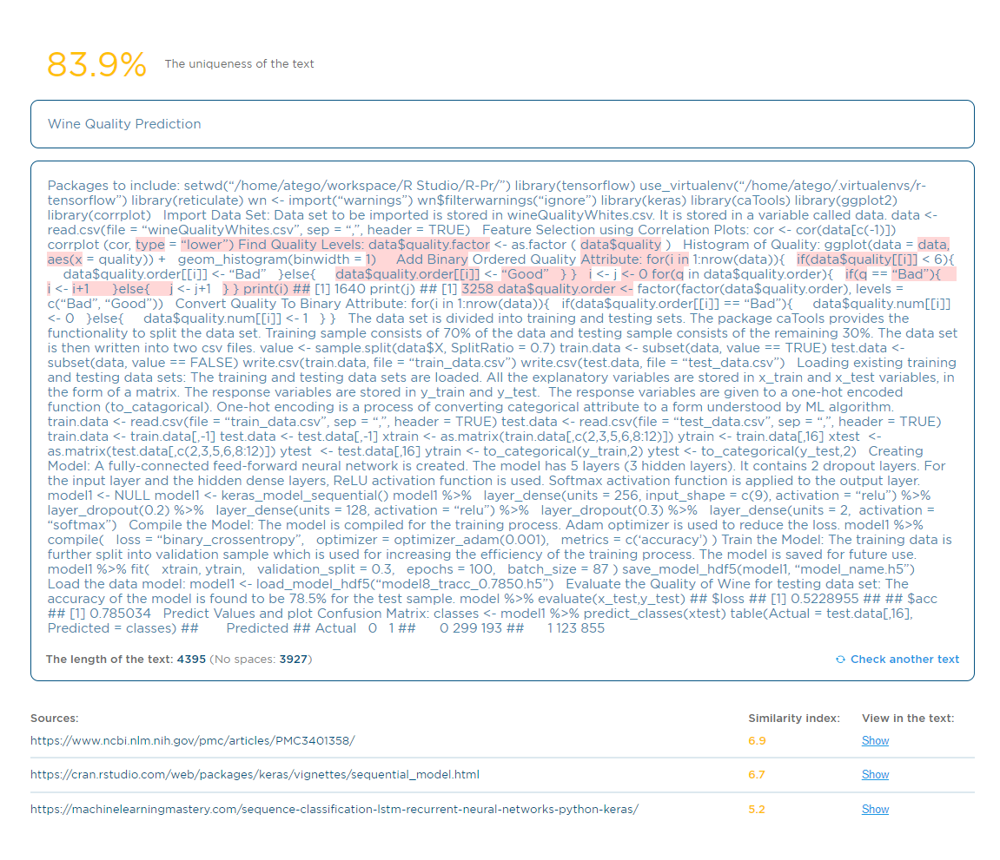 83.9% The uniqueness of the text
Wine Quality Prediction
Packages to include: setwd(“/home/atego/workspace/R Studio/R-Pr/”) library(tensorflow) use_virtualenv(“/home/atego/.virtualenvs/r-
tensorflow”) library(reticulate) wn <- import(“warnings”) wn$filterwarnings(“ignore”) library(keras) library(caTools) library(ggplot2)
library(corrplot)   Import Data Set: Data set to be imported is stored in wineQualityWhites.csv. It is stored in a variable called data. data <-
read.csv(file = “wineQualityWhites.csv”, sep = “,”, header = TRUE)   Feature Selection using Correlation Plots: cor <- cor(data[c(-1)])
corrplot (cor, type = “lower”) Find Quality Levels: data$quality.factor <- as.factor ( data$quality )   Histogram of Quality: ggplot(data = data,
aes(x = quality)) +   geom_histogram(binwidth = 1)     Add Binary Ordered Quality Attribute: for(i in 1:nrow(data)){   if(data$quality[[i]] < 6){
    data$quality.order[[i]] <- “Bad”   }else{     data$quality.order[[i]] <- “Good”   } }   i <- j <- 0 for(q in data$quality.order){   if(q == “Bad”){
i <- i+1     }else{     j <- j+1   } } print(i) ## [1] 1640 print(j) ## [1] 3258 data$quality.order <- factor(factor(data$quality.order), levels =
c(“Bad”, “Good”))   Convert Quality To Binary Attribute: for(i in 1:nrow(data)){   if(data$quality.order[[i]] == “Bad”){     data$quality.num[[i]]
<- 0   }else{     data$quality.num[[i]] <- 1   } }   The data set is divided into training and testing sets. The package caTools provides the
functionality to split the data set. Training sample consists of 70% of the data and testing sample consists of the remaining 30%. The data set
is then written into two csv files. value <- sample.split(data$X, SplitRatio = 0.7) train.data <- subset(data, value == TRUE) test.data <-
subset(data, value == FALSE) write.csv(train.data, file = “train_data.csv”) write.csv(test.data, file = “test_data.csv”)   Loading existing training
and testing data sets: The training and testing data sets are loaded. All the explanatory variables are stored in x_train and x_test variables, in
the form of a matrix. The response variables are stored in y_train and y_test.  The response variables are given to a one-hot encoded
function (to_catagorical). One-hot encoding is a process of converting categorical attribute to a form understood by ML algorithm.
train.data <- read.csv(file = “train_data.csv”, sep = “,”, header = TRUE) test.data <- read.csv(file = “test_data.csv”, sep = “,”, header = TRUE)
train.data <- train.data[,-1] test.data <- test.data[,-1] xtrain <- as.matrix(train.data[,c(2,3,5,6,8:12)]) ytrain <- train.data[,16] xtest  <-
as.matrix(test.data[,c(2,3,5,6,8:12)]) ytest  <- test.data[,16] ytrain <- to_categorical(y_train,2) ytest <- to_categorical(y_test,2)   Creating
Model: A fully-connected feed-forward neural network is created. The model has 5 layers (3 hidden layers). It contains 2 dropout layers. For
the input layer and the hidden dense layers, ReLU activation function is used. Softmax activation function is applied to the output layer.
model1 <- NULL model1 <- keras_model_sequential() model1 %>%   layer_dense(units = 256, input_shape = c(9), activation = “relu”) %>%
layer_dropout(0.2) %>%   layer_dense(units = 128, activation = “relu”) %>%   layer_dropout(0.3) %>%   layer_dense(units = 2,  activation =
“softmax”)   Compile the Model: The model is compiled for the training process. Adam optimizer is used to reduce the loss. model1 %>%
compile(   loss = “binary_crossentropy”,   optimizer = optimizer_adam(0.001),   metrics = c(‘accuracy’) ) Train the Model: The training data is
further split into validation sample which is used for increasing the efficiency of the training process. The model is saved for future use.
model1 %>% fit(   xtrain, ytrain,   validation_split = 0.3,   epochs = 100,   batch_size = 87 ) save_model_hdf5(model1, “model_name.h5”)
Load the data model: model1 <- load_model_hdf5(“model8_tracc_0.7850.h5”)   Evaluate the Quality of Wine for testing data set: The
accuracy of the model is found to be 78.5% for the test sample. model %>% evaluate(x_test,y_test) ## $loss ## [1] 0.5228955 ## ## $acc
## [1] 0.785034   Predict Values and plot Confusion Matrix: classes <- model1 %>% predict_classes(xtest) table(Actual = test.data[,16],
Predicted = classes) ##       Predicted ## Actual   0   1 ##      0 299 193 ##      1 123 855
The length of the text: 4395 (No spaces: 3927) Check another text
Sources: Similarity index: View in the text:
https://www.ncbi.nlm.nih.gov/pmc/articles/PMC3401358/ 6.9 Show
https://cran.rstudio.com/web/packages/keras/vignettes/sequential_model.html 6.7 Show
https://machinelearningmastery.com/sequence-classification-lstm-recurrent-neural-networks-python-keras/ 5.2 Show